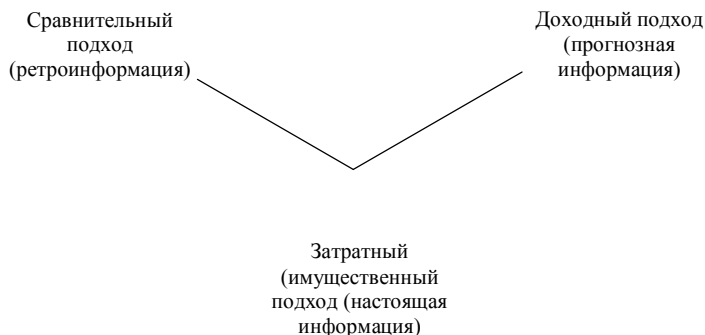 Сравнительный
подход
(ретроинформация)
Доходный подход
(прогнозная
информация)
Затратный
(имущественный
подход (настоящая
информация)